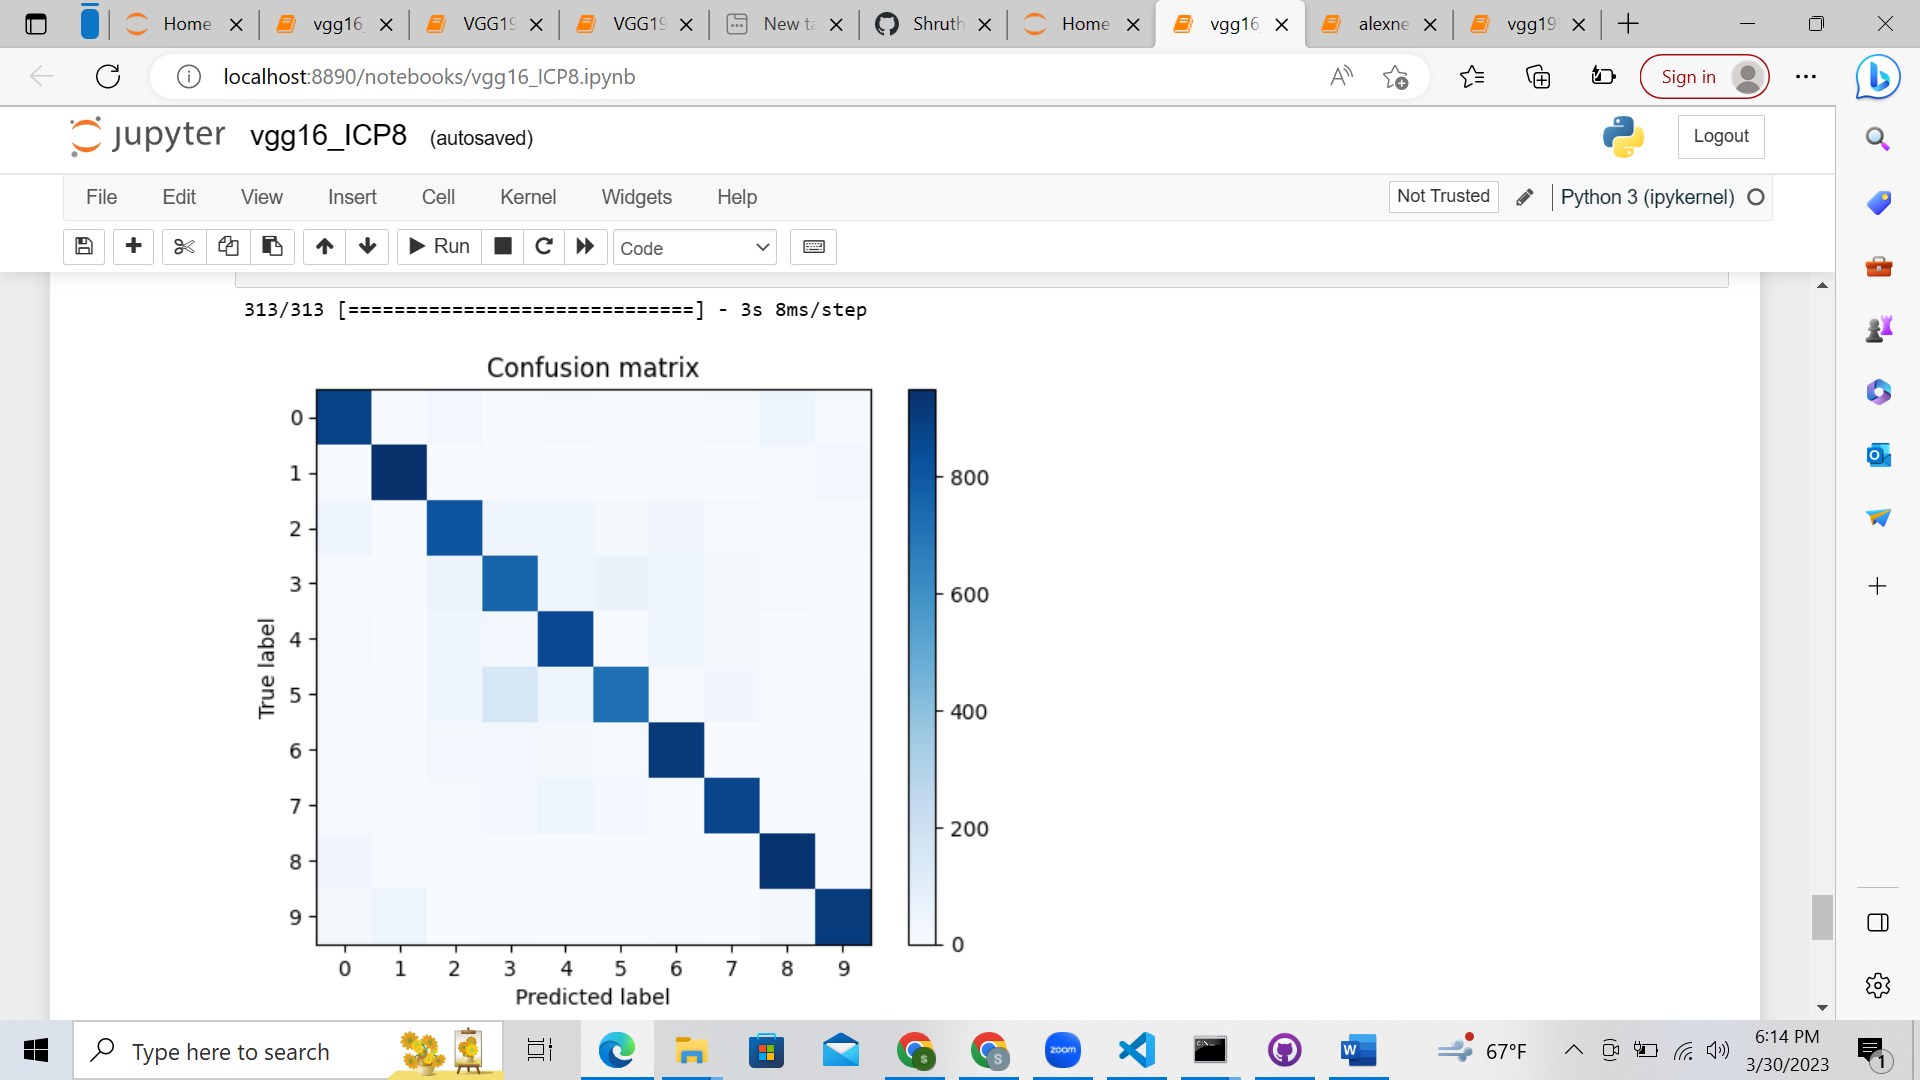 Home
vgg16_
VGG19
VGG19
New ta
Shruth
Home
vgg16_
alexne
vgg19
localhost:8890/notebooks/vgg16_ICP8.ipynb
Sign in
jupyter vgg16_ICP8 (autosaved)
Logout
File Edit View Insert Cell Kernel Widgets Help
Not Trusted
Python 3 (ipykernel)
Run
Code
313/313 [==============================] - 3s 8ms/step
Confusion matrix
0
1
2
3
4
5
6
7
8
9
True label
0 1 2 3 4 5 6 7 8 9
Predicted label
800
600
400
200
0
Type here to search
S
S
zoom
W
67°F
6:14 PM
3/30/2023
1